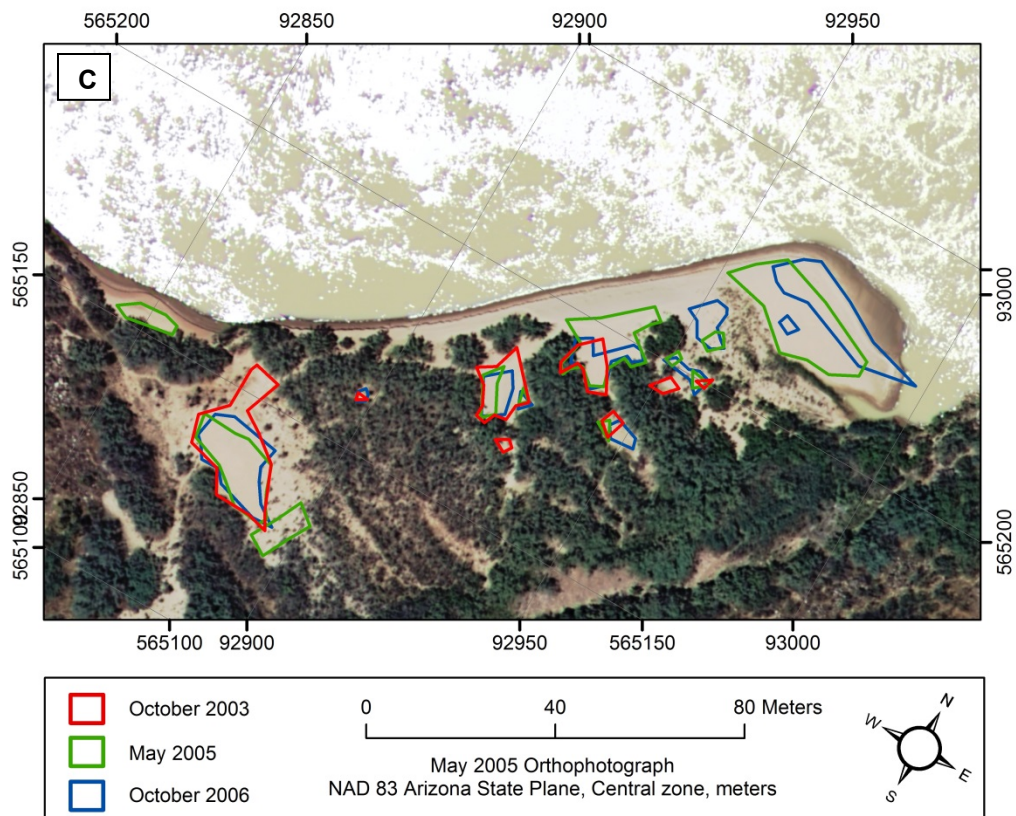 565200 92850 92900 92950
C
565150
93000
92850
565100
565200
565100 92900 92950 565150 93000
October 2003
May 2005
October 2006
0 40 80 Meters
May 2005 Orthophotograph
NAD 83 Arizona State Plane, Central zone, meters
N
W
E
S